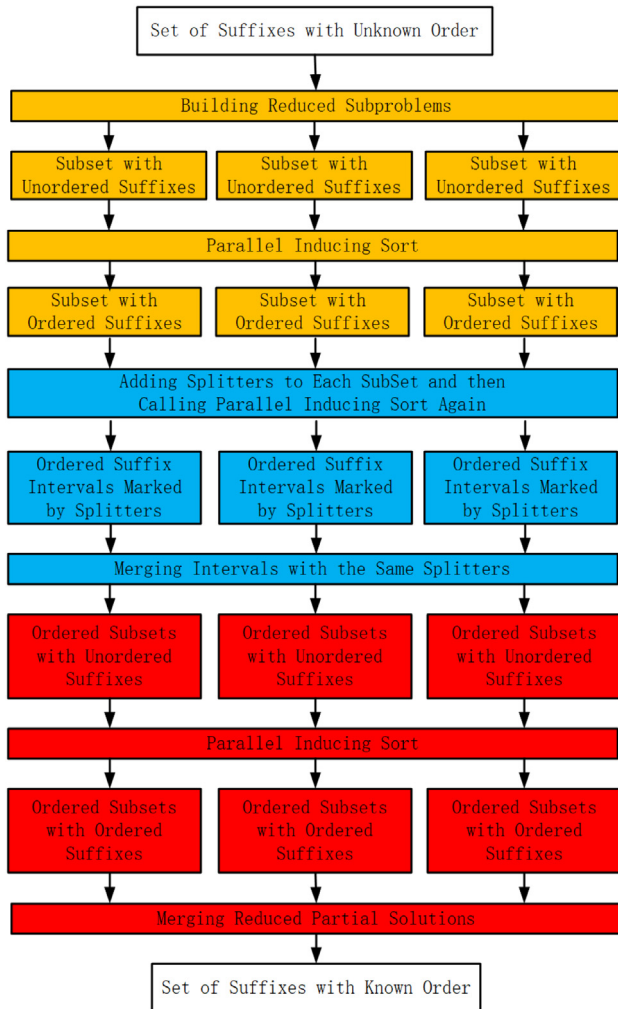 Set of Suffixes with Unknown Order
Building Reduced Subproblems
Subset with
Unordered Suffixes
Subset with
Unordered Suffixes
Subset with
Unordered Suffixes
Parallel Inducing Sort
Subset with
Ordered Suffixes
Subset with
Ordered Suffixes
Subset with
Ordered Suffixes
Adding Splitters to Each SubSet and then
Calling Parallel Inducing Sort Again
Ordered Suffix
Intervals Marked
by Splitters
Ordered Suffix
Intervals Marked
by Splitters
Ordered Suffix
Intervals Marked
by Splitters
Merging Intervals with the Same Splitters
Ordered Subsets
with Unordered
Suffixes
Ordered Subsets
with Unordered
Suffixes
Ordered Subsets
with Unordered
Suffixes
Parallel Inducing Sort
Ordered Subsets
with Ordered
Suffixes
Ordered Subsets
with Ordered
Suffixes
Ordered Subsets
with Ordered
Suffixes
Merging Reduced Partial Solutions
Set of Suffixes with Known Order